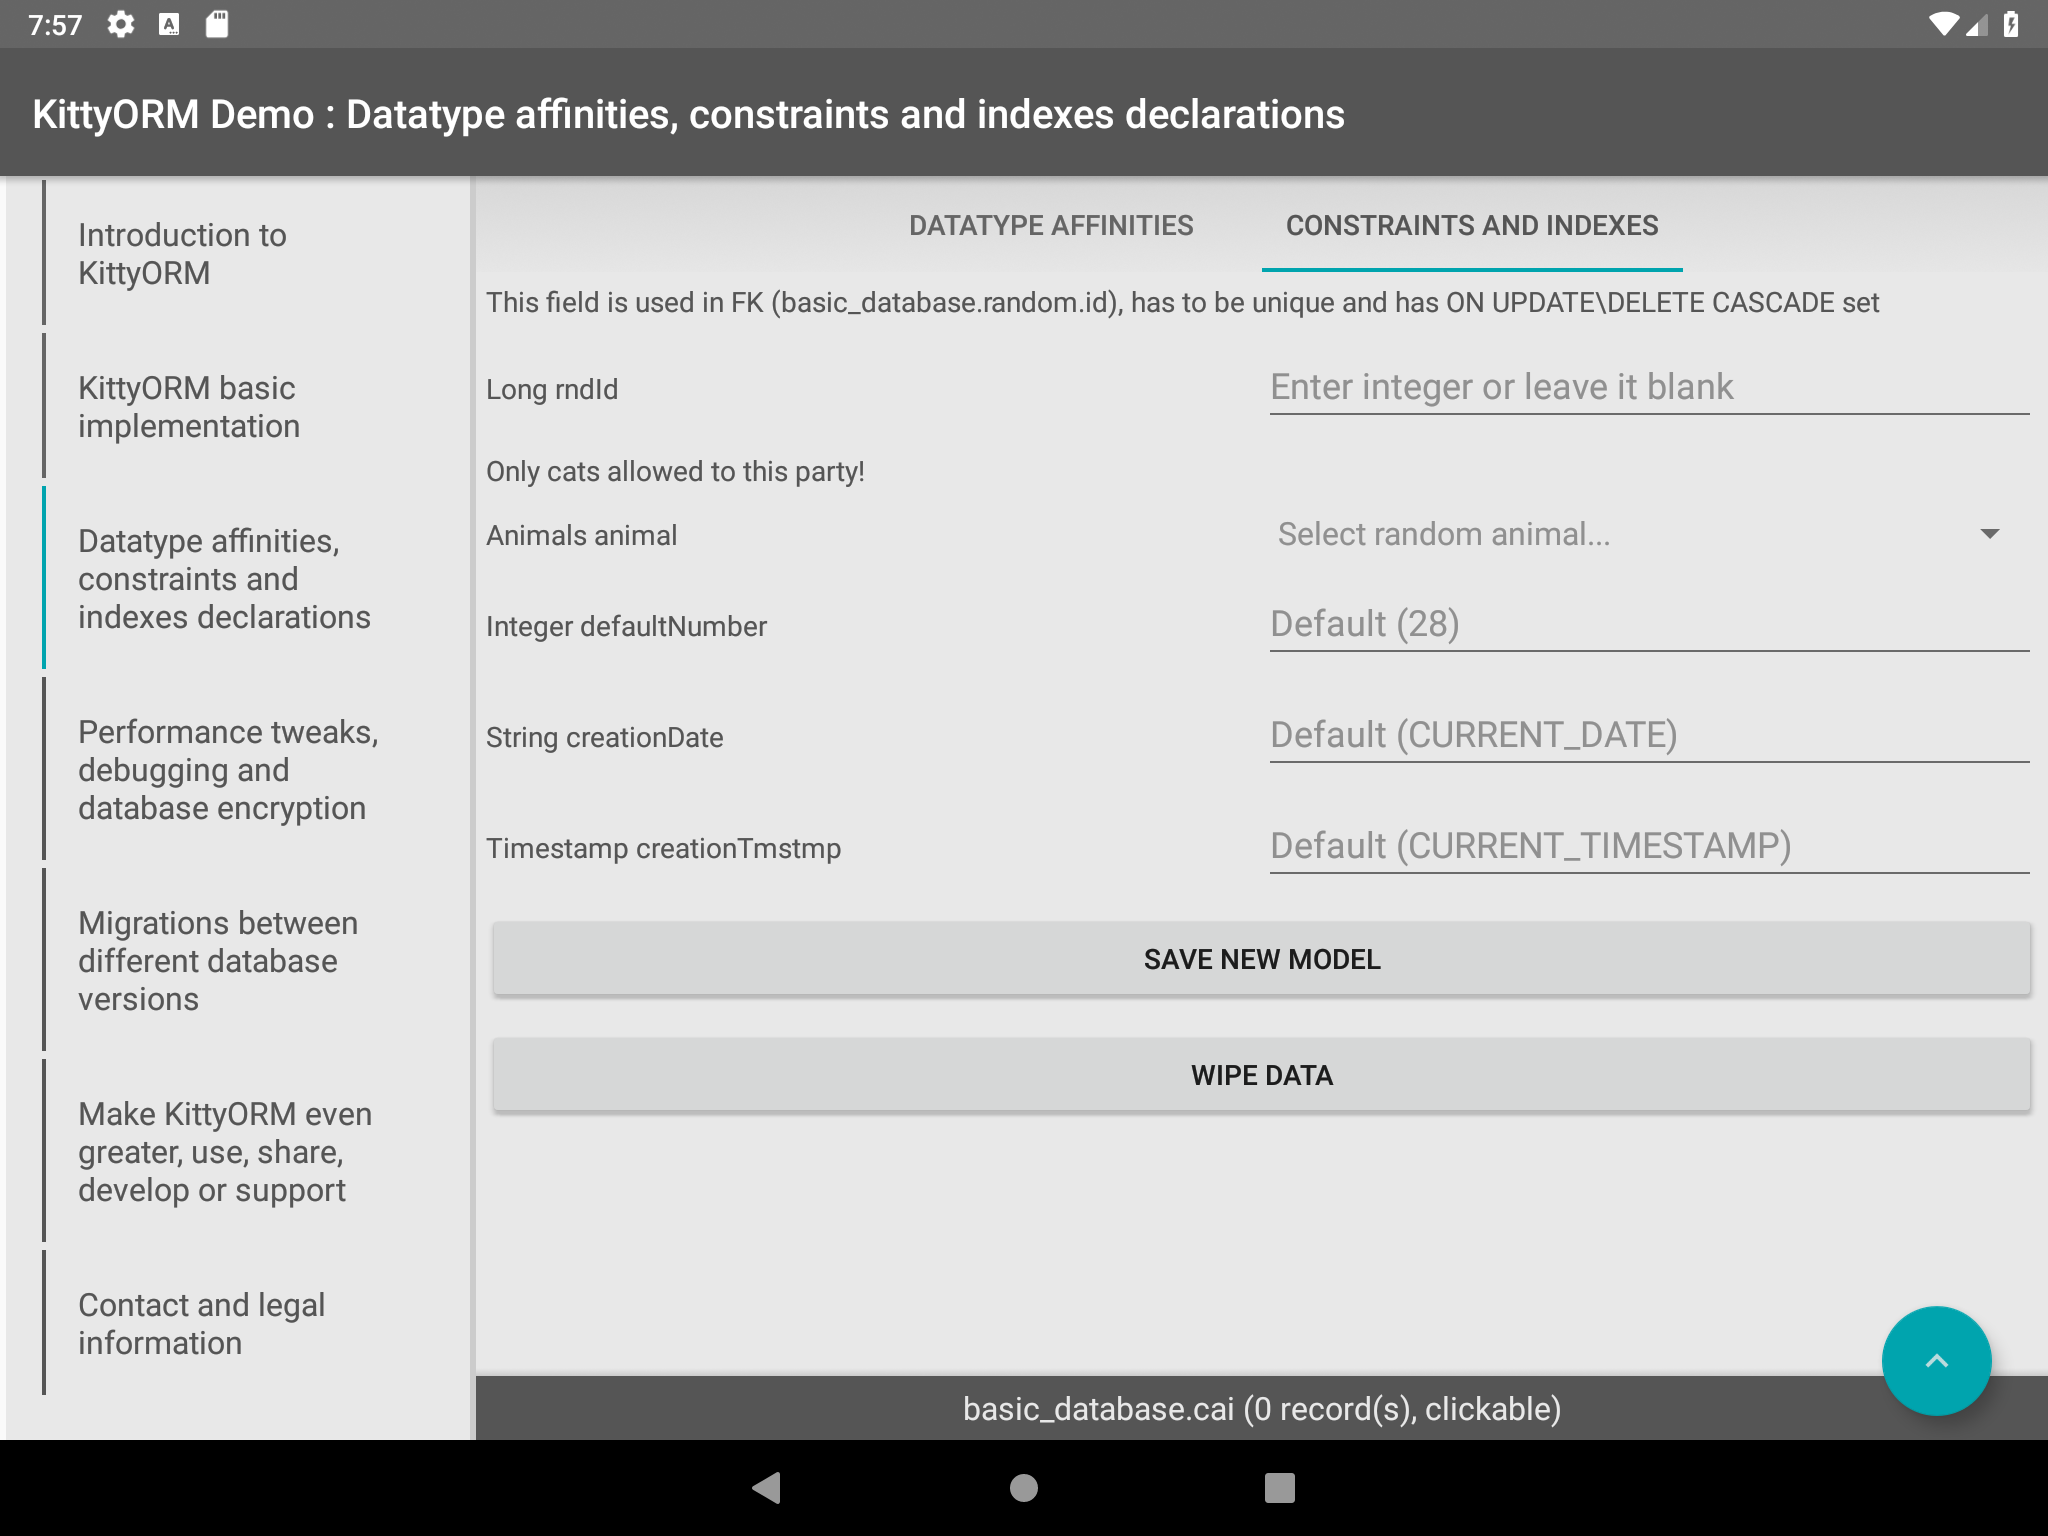 7:57
KittyORM Demo : Datatype affinities, constraints and indexes declarations
Introduction to
KittyORM
KittyORM basic
implementation
Datatype affinities,
constraints and
indexes declarations
Performance tweaks,
debugging and
database encryption
Migrations between
different database
versions
Make KittyORM even
greater, use, share,
develop or support
Contact and legal
information
DATATYPE AFFINITIES
CONSTRAINTS AND INDEXES
This field is used in FK (basic_database.random.id), has to be unique and has ON UPDATE\DELETE CASCADE set
Long rndId
Enter integer or leave it blank
Only cats allowed to this party!
Animals animal
Select random animal...
Integer defaultNumber
Default (28)
String creationDate
Default (CURRENT_DATE)
Timestamp creationTmstmp
Default (CURRENT_TIMESTAMP)
SAVE NEW MODEL
WIPE DATA
basic_database.cai (0 record(s), clickable)